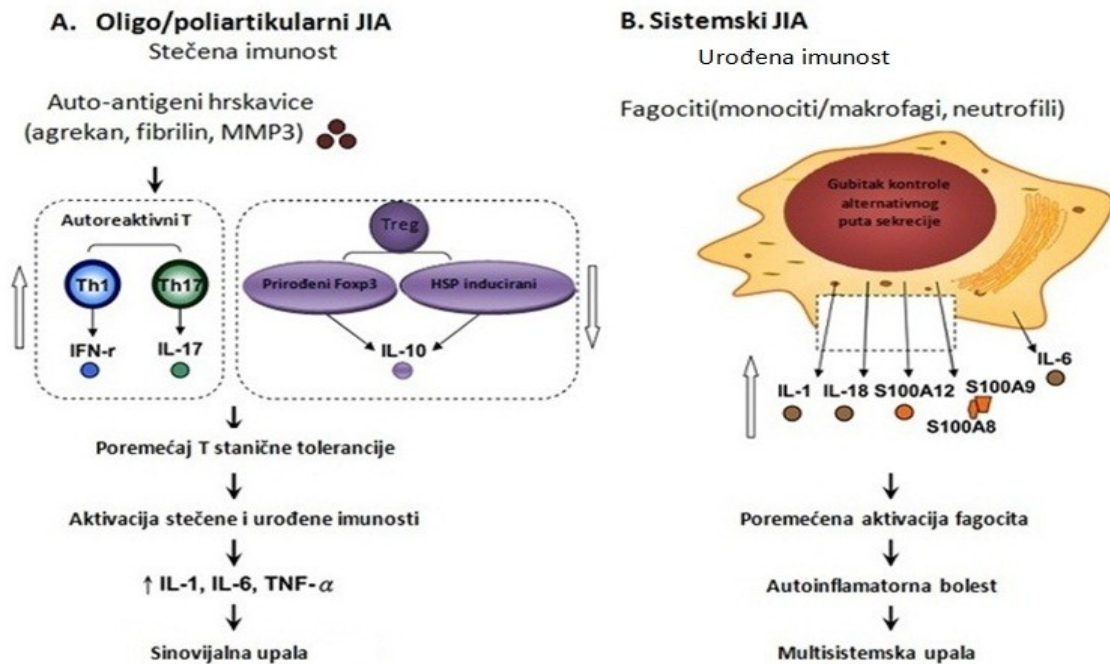 A. Oligo/poliartikularni JIA
Stečena imunost
Auto-antigeni hrskavice
(agrekan, fibrilin, MMP3)
Autoreaktivni T
Th1
Th17
IFN-r
IL-17
Treg
Prirođeni Foxp3
HSP inducirani
IL-10
Poremećaj T stanične tolerancije
Aktivacija stečene i urođene imunosti
↑ IL-1, IL-6, TNF-α
Sinovijalna upala
B. Sistemski JIA
Urođena imunost
Fagociti(monociti/makrofagi, neutrofili)
Gubitak kontrole
alternativnog
puta sekrecije
IL-6
IL-1
IL-18
S100A12
S100A9
S100A8
Poremećena aktivacija fagocita
Autoinflamatorna bolest
Multisistemska upala